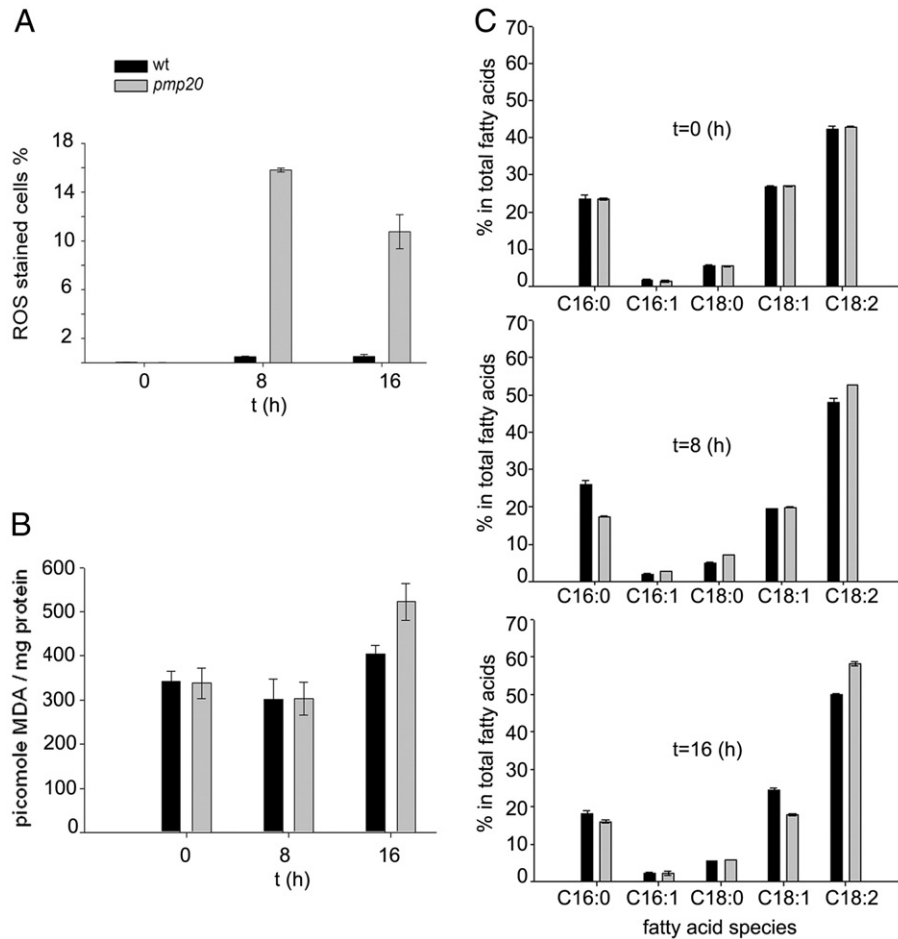 A
wt
pmp20
18
16
10
6
2
ROS stained cells %
0 8 16
t (h)
B
600
500
400
300
200
100
0
picomole MDA / mg protein
0 8 16
t (h)
C
70
60
50
40
30
20
10
0
% in total fatty acids
t=0 (h)
C16:0 C16:1 C18:0 C18:1 C18:2
70
60
50
40
30
20
10
0
% in total fatty acids
t=8 (h)
C16:0 C16:1 C18:0 C18:1 C18:2
70
60
50
40
30
20
10
0
% in total fatty acids
t=16 (h)
C16:0 C16:1 C18:0 C18:1 C18:2
fatty acid species